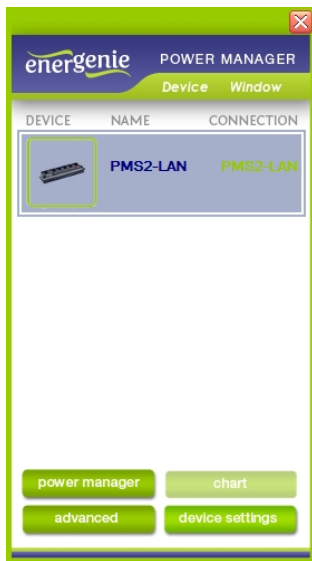 energenie POWER MANAGER
Device Window
DEVICE NAME CONNECTION
PMS2-LAN PMS2-LAN
power manager chart
advanced device settings